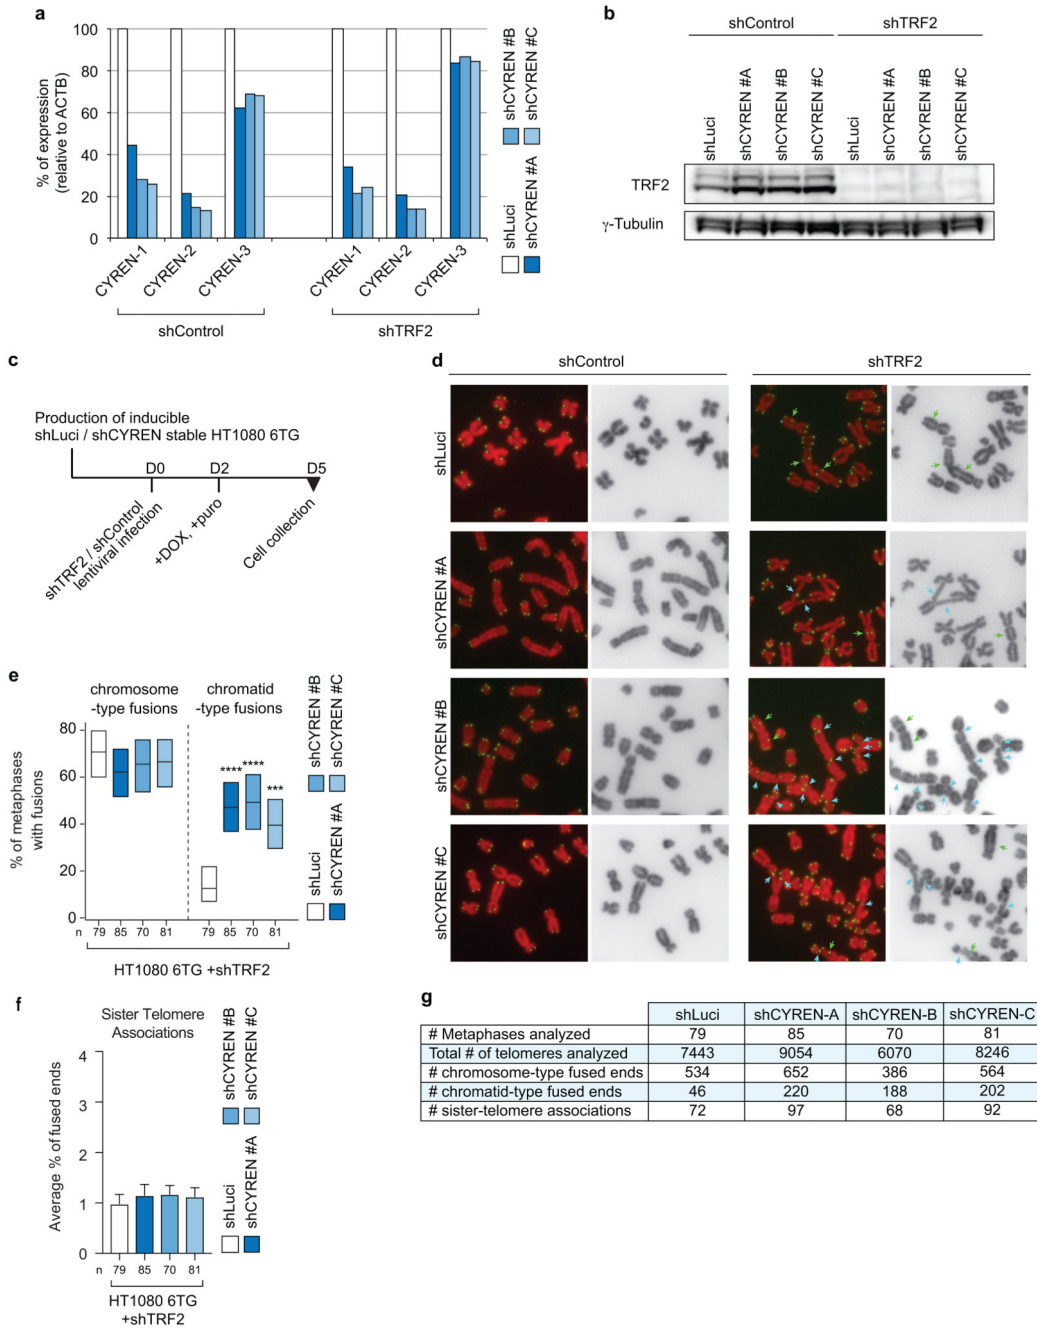 a
% of expression
(relative to ACTB)
100
80
60
40
20
0
CYREN-1
CYREN-2
CYREN-3
CYREN-1
CYREN-2
CYREN-3
shControl
shTRF2
shLuci
shCYREN #A
shCYREN #B
shCYREN #C
b
shControl
shTRF2
shLuci
shCYREN #A
shCYREN #B
shCYREN #C
shLuci
shCYREN #A
shCYREN #B
shCYREN #C
TRF2
γ-Tubulin
c
Production of inducible
shLuci / shCYREN stable HT1080 6TG
D0
D2
D5
shTRF2 / shControl
lentiviral infection
+DOX, +puro
Cell collection
d
shControl
shTRF2
shLuci
shCYREN #A
shCYREN #B
shCYREN #C
e
chromosome
-type fusions
chromatid
-type fusions
% of metaphases
with fusions
80
60
40
20
0
****
****
***
n 79 85 70 81 79 85 70 81
HT1080 6TG +shTRF2
shLuci
shCYREN #A
shCYREN #B
shCYREN #C
f
Sister Telomere
Associations
Average % of fused ends
4
3
2
1
0
n 79 85 70 81
HT1080 6TG
+shTRF2
shLuci
shCYREN #A
shCYREN #B
shCYREN #C
g
shLuci shCYREN-A shCYREN-B shCYREN-C
# Metaphases analyzed 79 85 70 81
Total # of telomeres analyzed 7443 9054 6070 8246
# chromosome-type fused ends 534 652 386 564
# chromatid-type fused ends 46 220 188 202
# sister-telomere associations 72 97 68 92